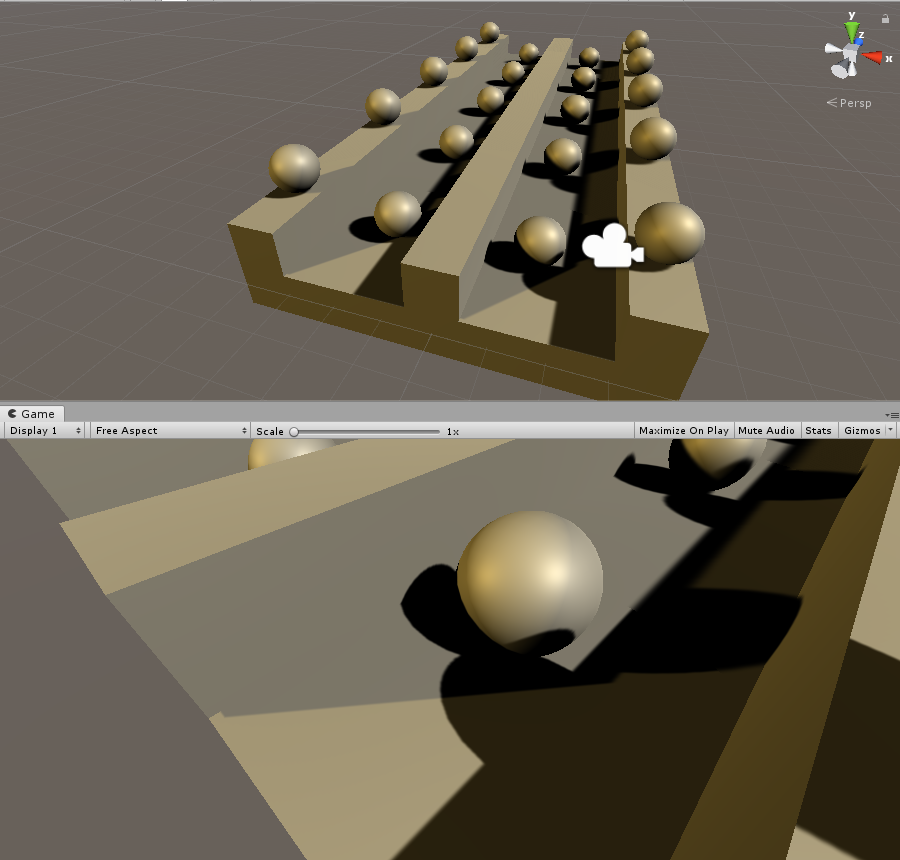 y
z
x
Persp
Game
Display 1 Free Aspect Scale 1x Maximize On Play Mute Audio Stats Gizmos